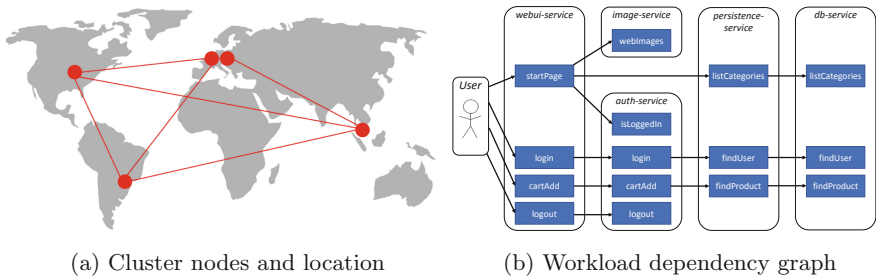 webui-service
image-service
persistence-
service
db-service
webImages
User
startPage
listCategories
listCategories
auth-service
isLoggedIn
login
login
findUser
findUser
cartAdd
cartAdd
findProduct
findProduct
logout
logout
(a) Cluster nodes and location
(b) Workload dependency graph